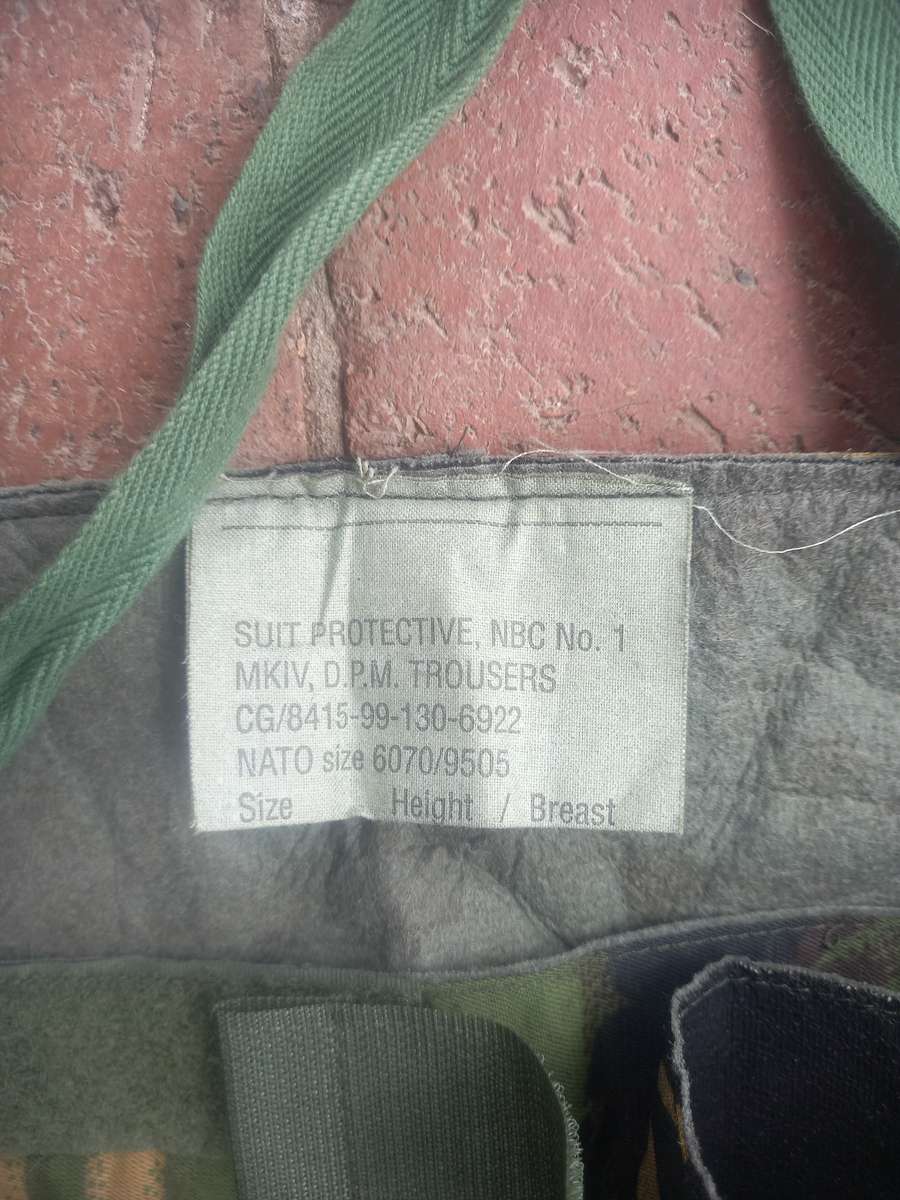 SUIT PROTECTIVE, NBC No. 1
MKIV, D.P.M. TROUSERS
CG/8415-99-130-6922
NATO size 6070/9505
Size Height / Breast